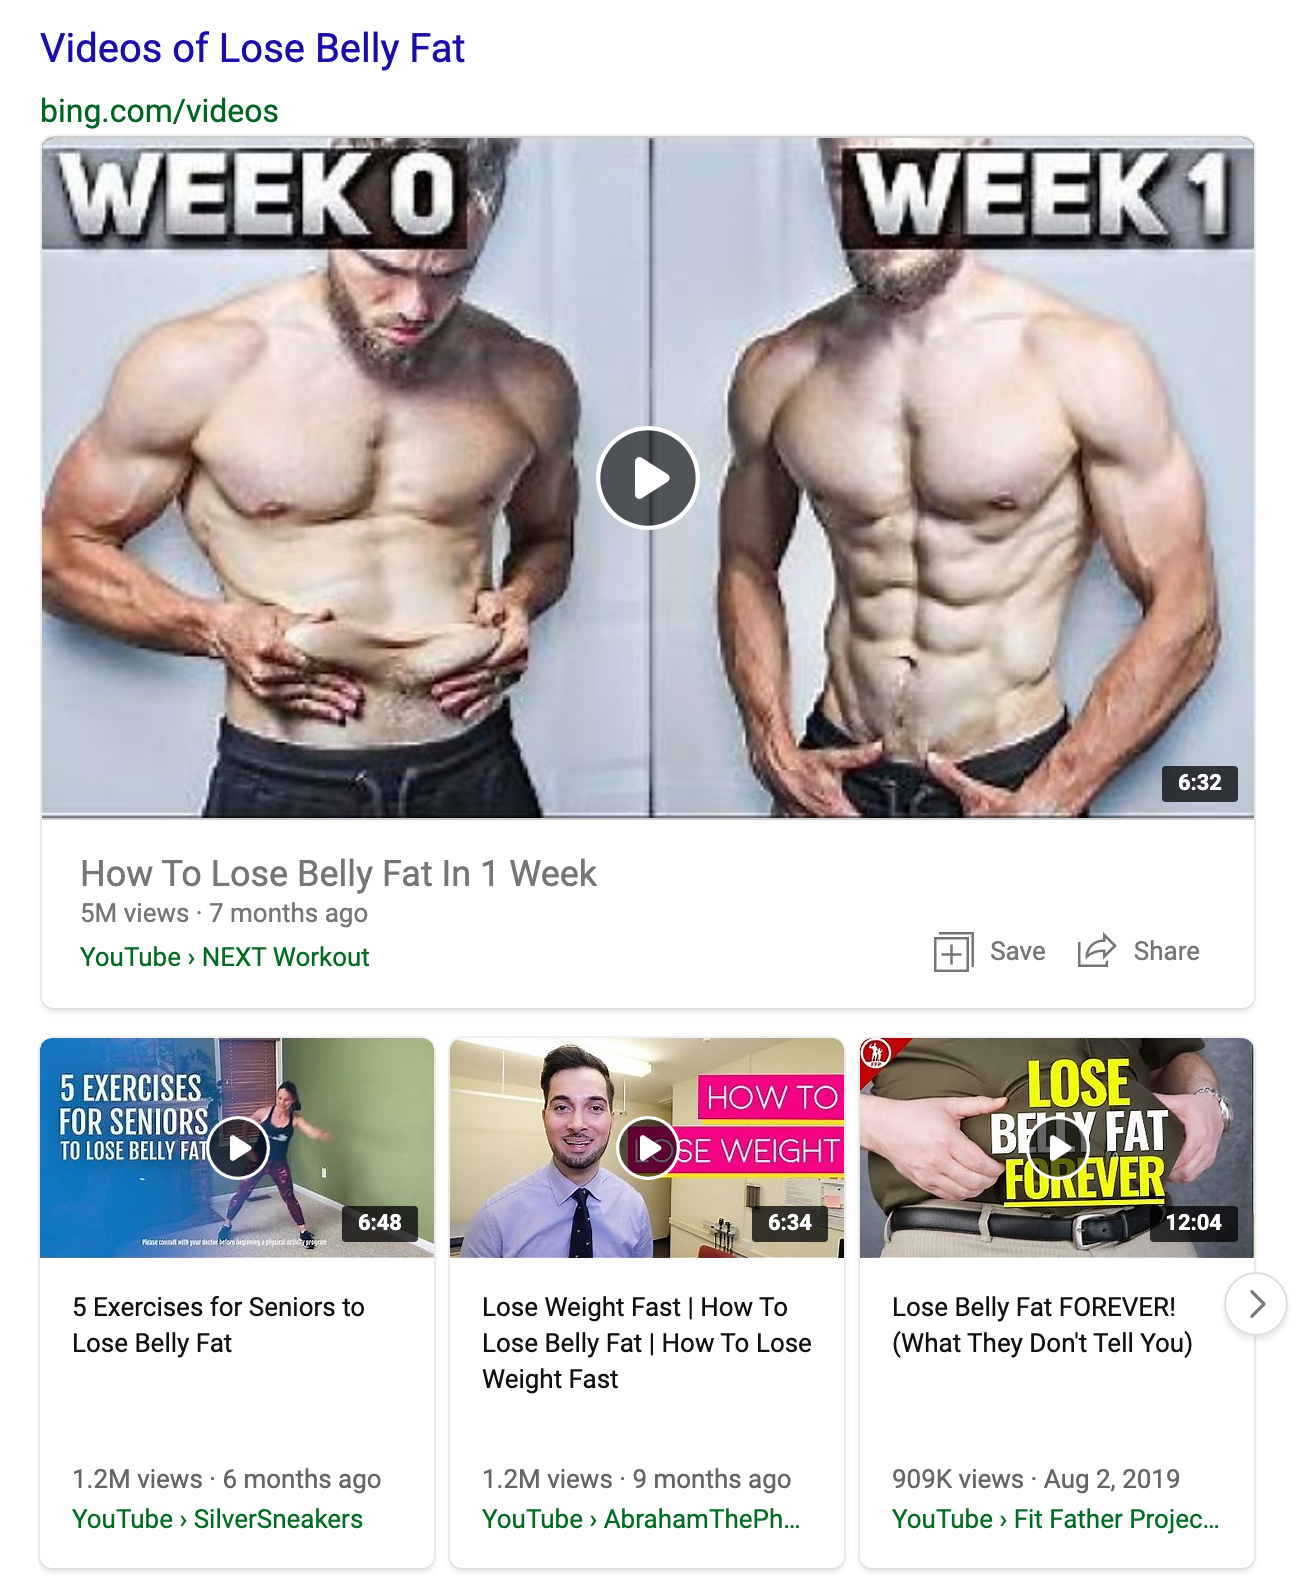 Videos of Lose Belly Fat
bing.com/videos
WEEK 0
WEEK 1
6:32
How To Lose Belly Fat In 1 Week
5M views · 7 months ago
YouTube › NEXT Workout
Save
Share
5 EXERCISES
FOR SENIORS
TO LOSE BELLY FAT
Please consult with your doctor before beginning a physical activity program
6:48
HOW TO
LOSE WEIGHT
6:34
FFP
LOSE
BELLY FAT
FOREVER
12:04
5 Exercises for Seniors to
Lose Belly Fat
1.2M views · 6 months ago
YouTube › SilverSneakers
Lose Weight Fast | How To
Lose Belly Fat | How To Lose
Weight Fast
1.2M views · 9 months ago
YouTube › AbrahamThePh...
Lose Belly Fat FOREVER!
(What They Don't Tell You)
909K views · Aug 2, 2019
YouTube › Fit Father Projec...